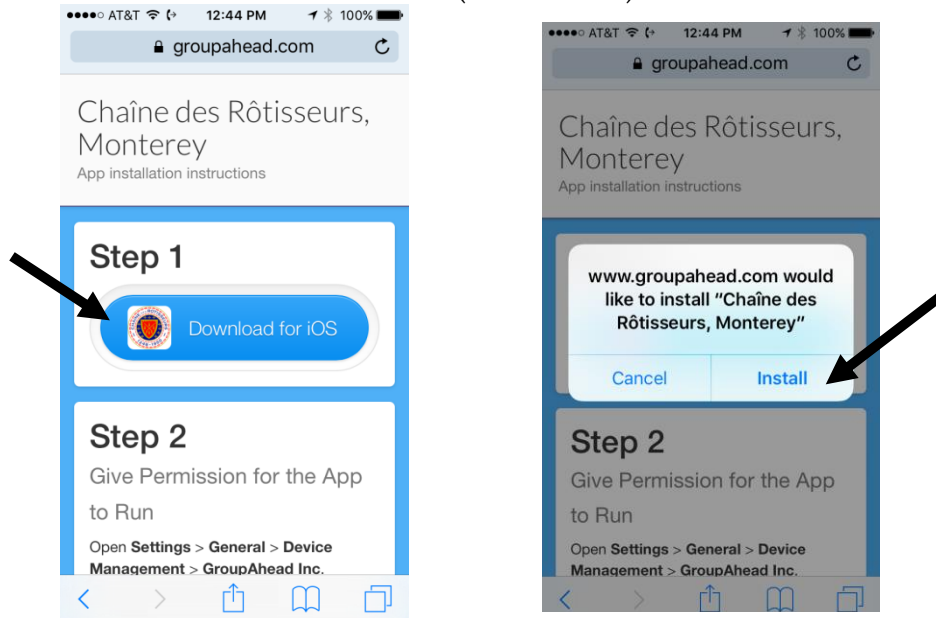 AT&T 12:44 PM 100%
groupahead.com
Chaîne des Rôtisseurs,
Monterey
App installation instructions
Step 1
Download for iOS
Step 2
Give Permission for the App
to Run
Open Settings > General > Device
Management > GroupAhead Inc.
AT&T 12:44 PM 100%
groupahead.com
Chaîne des Rôtisseurs,
Monterey
App installation instructions
www.groupahead.com would
like to install "Chaîne des
Rôtisseurs, Monterey"
Cancel Install
Step 2
Give Permission for the App
to Run
Open Settings > General > Device
Management > GroupAhead Inc.